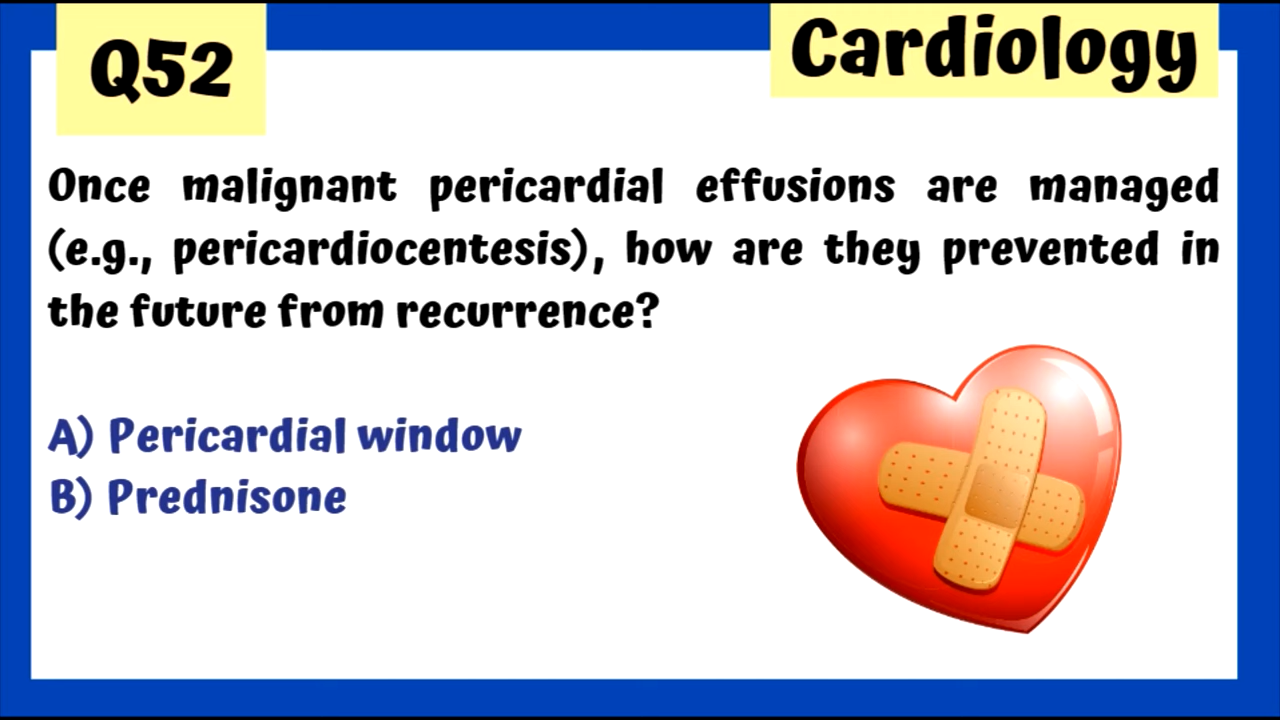 Q52
Cardiology
Once malignant pericardial effusions are managed
(e.g., pericardiocentesis), how are they prevented in
the future from recurrence?
A) Pericardial window
B) Prednisone